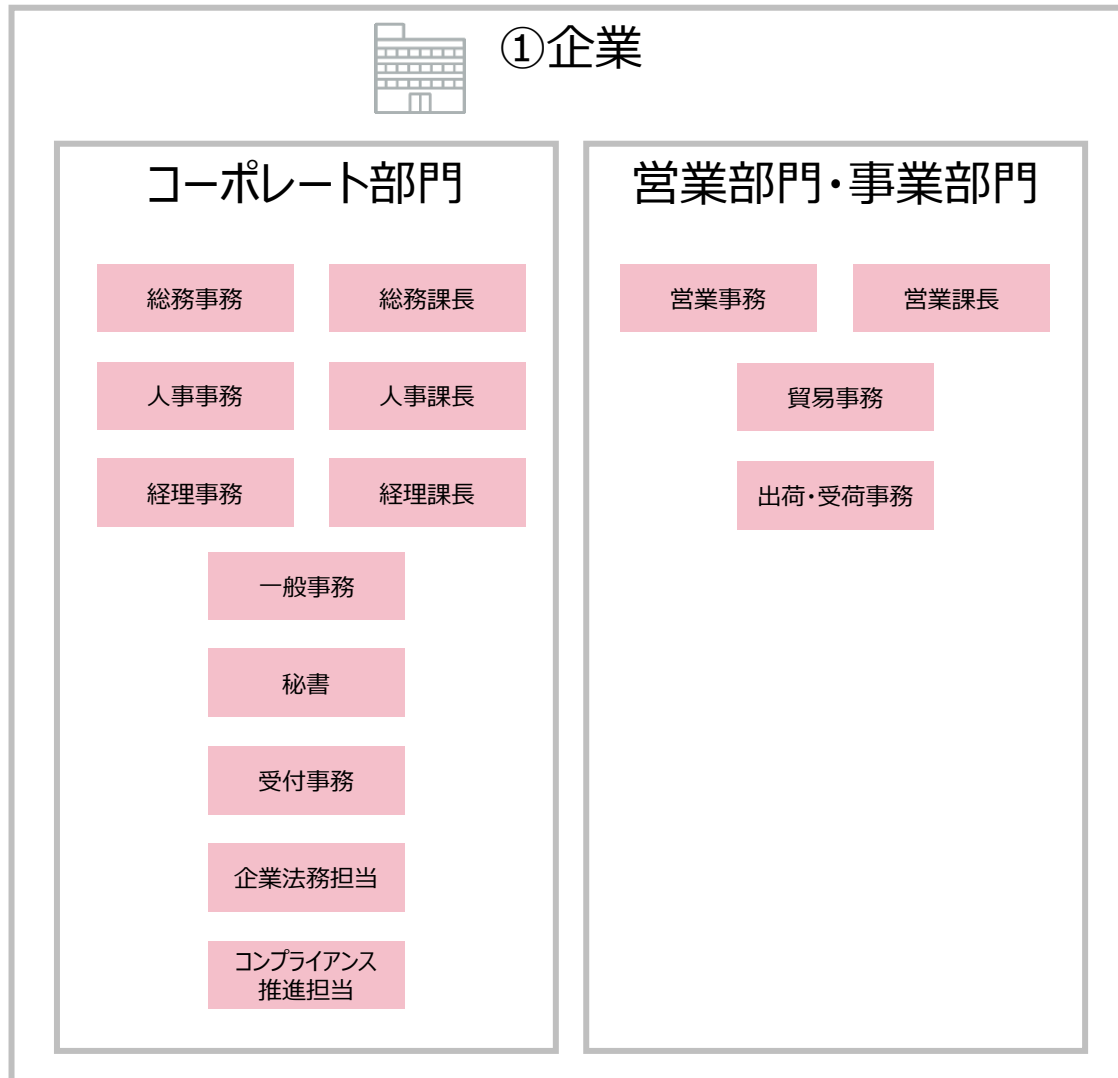 ①企業
コーポレート部門
総務事務
総務課長
人事事務
人事課長
経理事務
経理課長
一般事務
秘書
受付事務
企業法務担当
コンプライアンス
推進担当
営業部門・事業部門
営業事務
営業課長
貿易事務
出荷・受荷事務